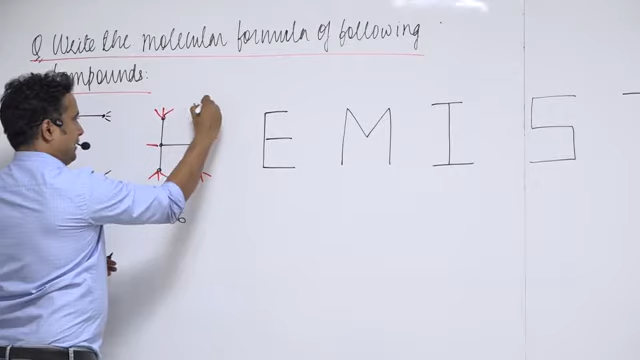 Q Write the molecular formula of following
compounds:
E M I S T